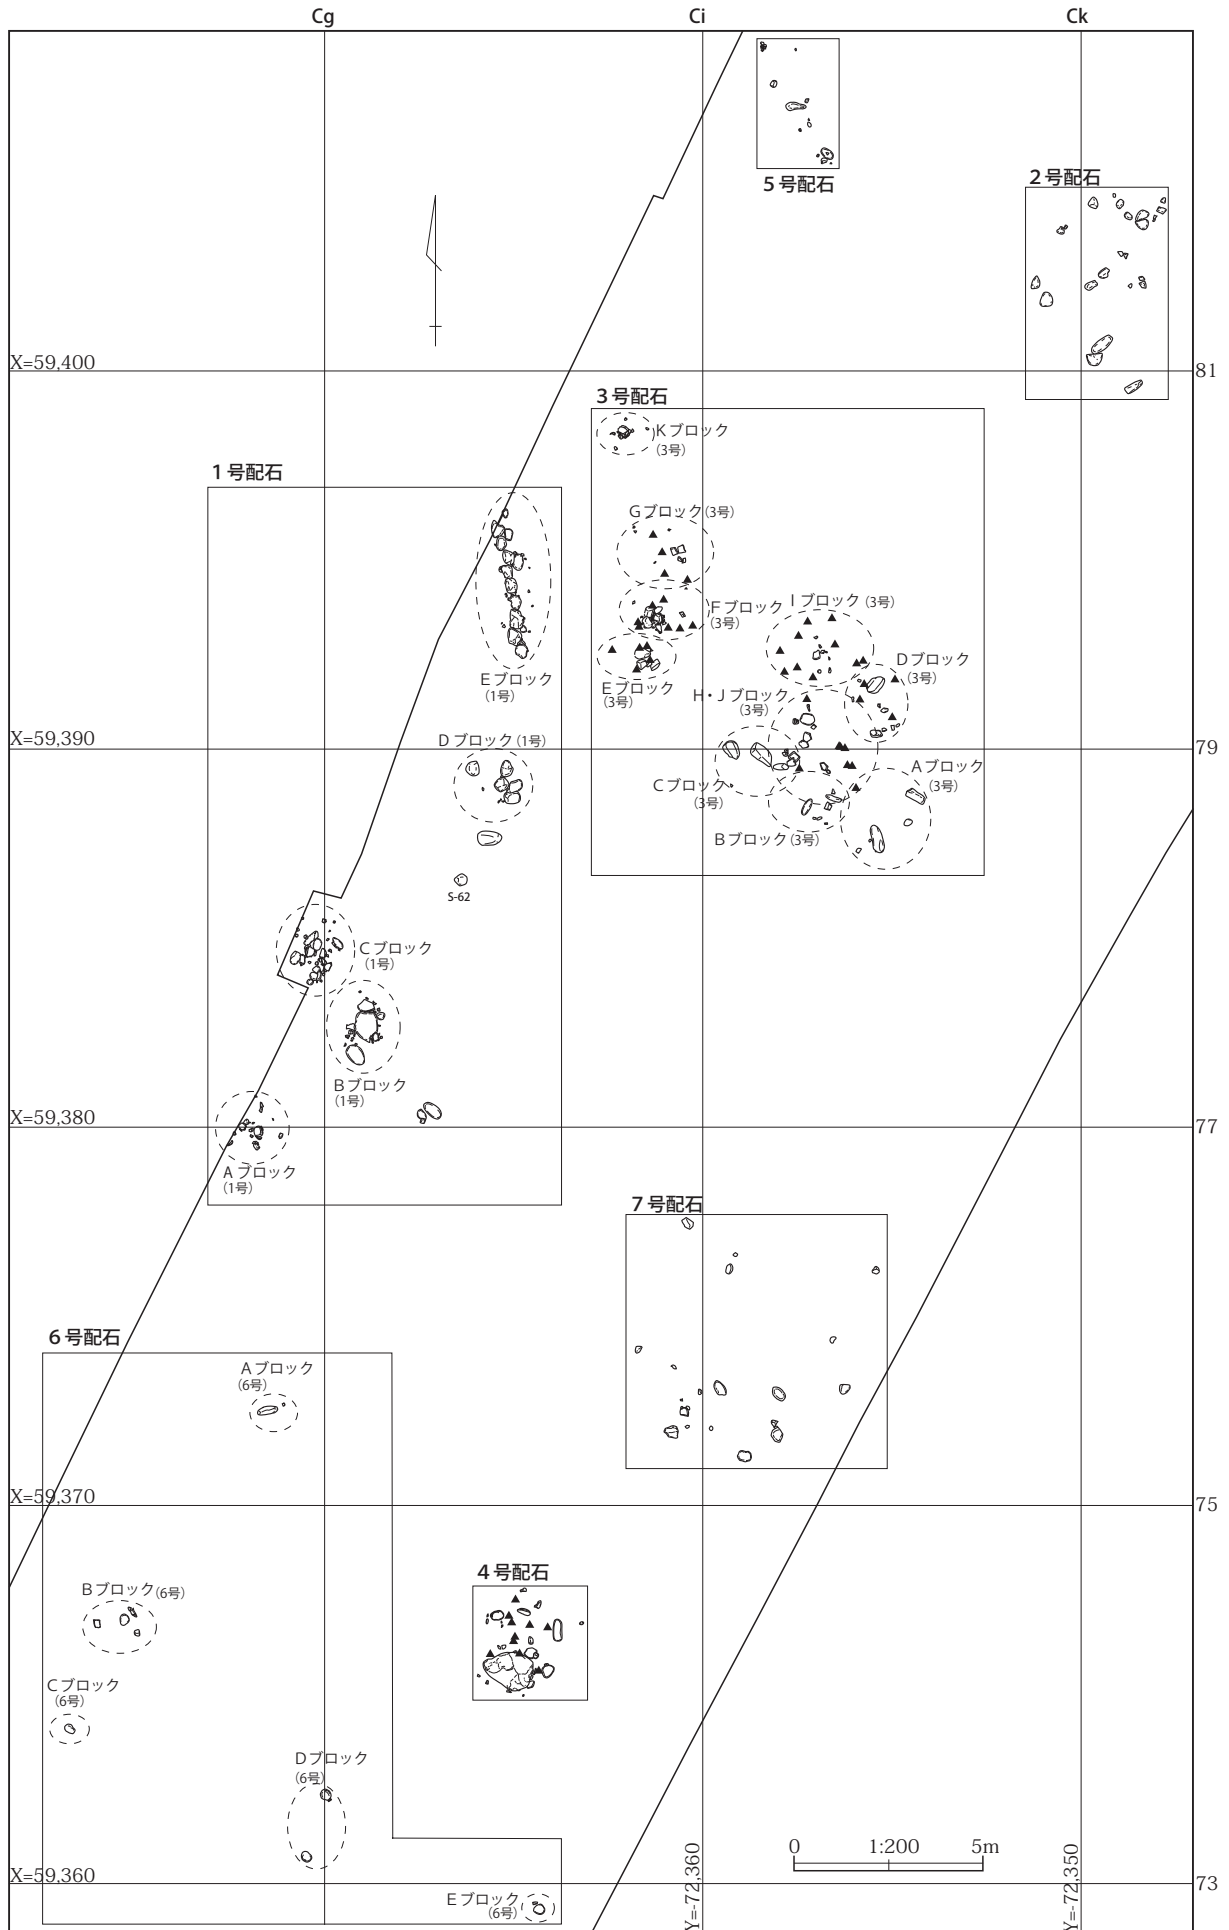 Cg
Ci
Ck
5号配石
2号配石
X=59,400
81
3号配石
Kブロック
(3号)
1号配石
Gブロック(3号)
Fブロック
(3号)
Iブロック(3号)
Eブロック
(1号)
Eブロック
(3号)
Dブロック
(3号)
H・Jブロック
(3号)
Dブロック(1号)
X=59,390
79
Cブロック
(3号)
Aブロック
(3号)
Bブロック(3号)
S-62
Cブロック
(1号)
Bブロック
(1号)
X=59,380
77
Aブロック
(1号)
7号配石
6号配石
Aブロック
(6号)
X=59,370
75
4号配石
Bブロック(6号)
Cブロック
(6号)
Dブロック
(6号)
0
1:200
5m
Y=-72,360
Y=-72,350
X=59,360
73
Eブロック
(6号)